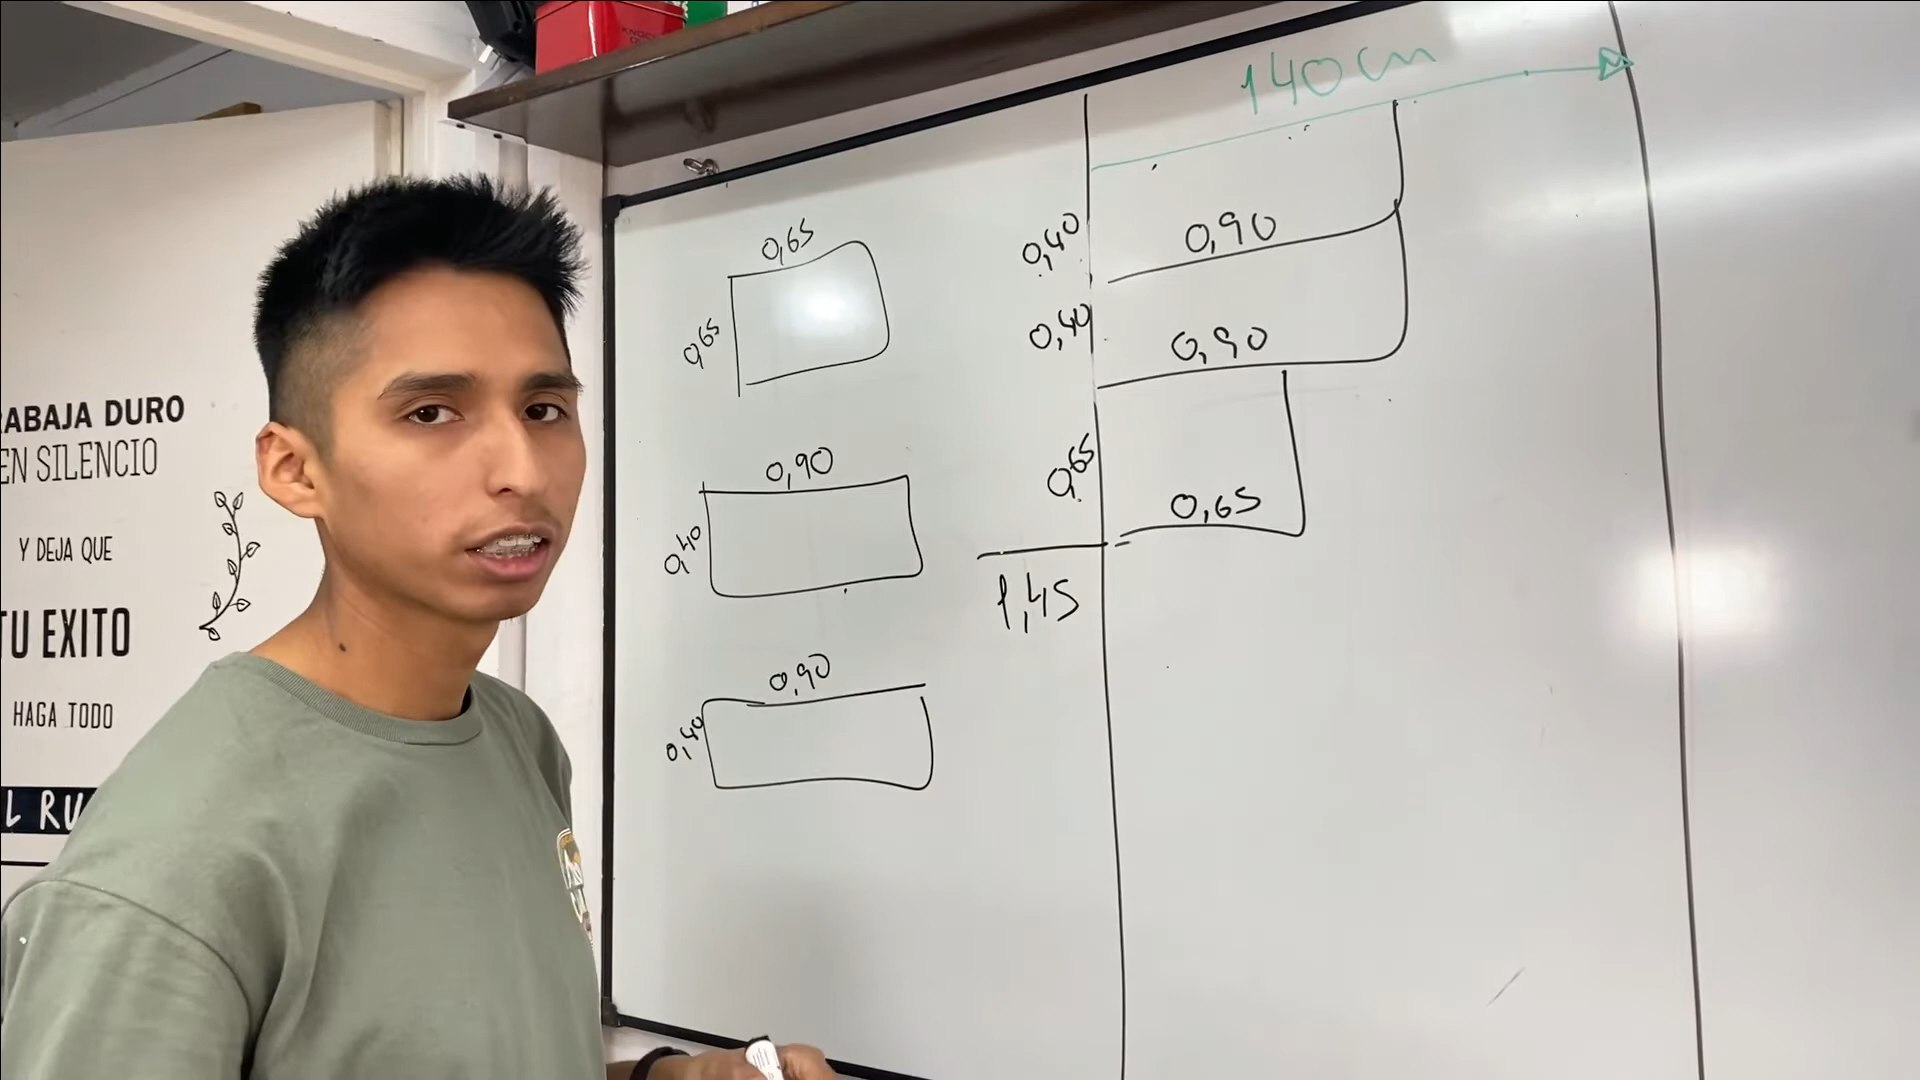 RABAJA DURO
EN SILENCIO
Y DEJA QUE
TU EXITO
HAGA TODO
L RU
0,65
0,65
0,90
0,40
0,90
0,40
140 cm
0,40
0,90
0,40
0,90
0,65
0,65
1,45